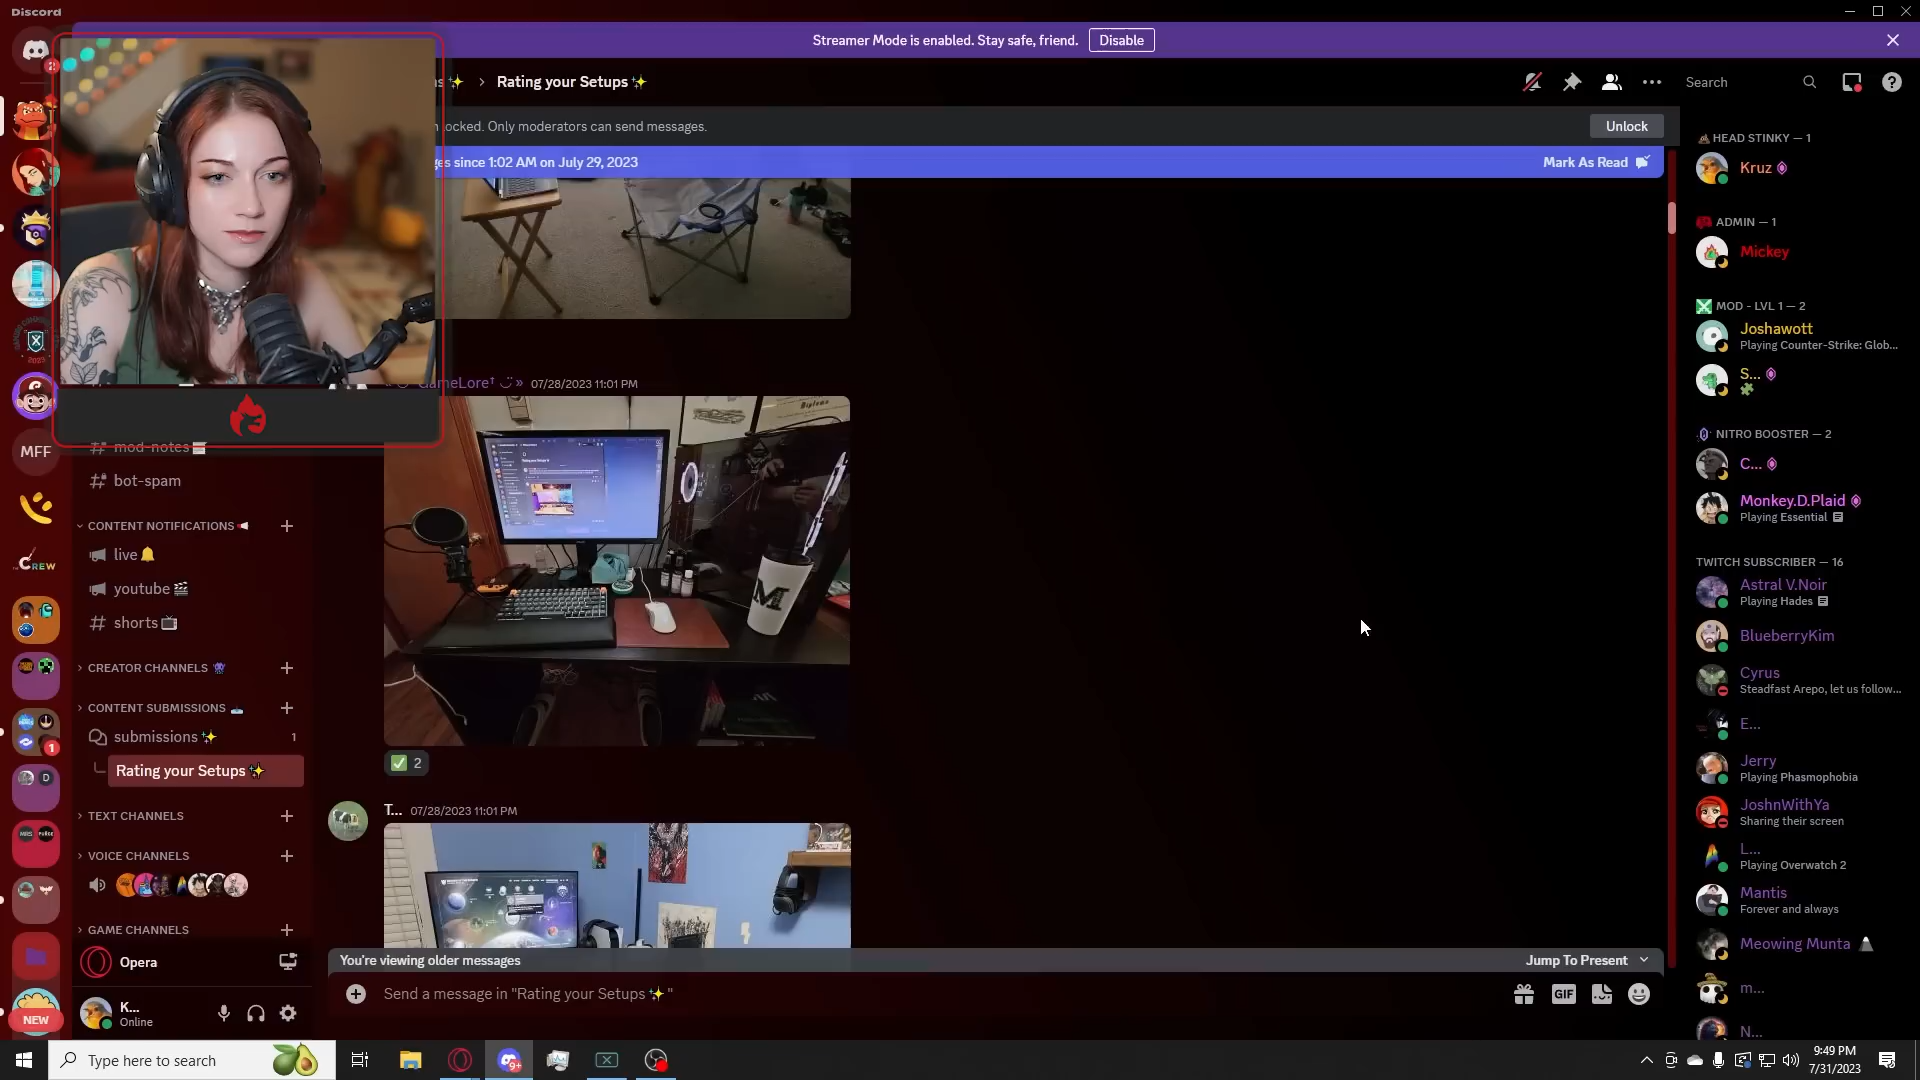 Discord
Streamer Mode is enabled. Stay safe, friend.
Disable
Rating your Setups
Search
locked. Only moderators can send messages.
Unlock
since 1:02 AM on July 29, 2023
Mark As Read
HEAD STINKY — 1
Kruz
ADMIN — 1
Mickey
MOD - LVL 1 — 2
Joshawott
Playing Counter-Strike: Glob...
S...
NITRO BOOSTER — 2
C...
Monkey.D.Plaid
Playing Essential
TWITCH SUBSCRIBER — 16
Astral V.Noir
Playing Hades
BlueberryKim
Cyrus
Steadfast Arepo, let us follow...
E...
Jerry
Playing Phasmophobia
JoshnWithYa
Sharing their screen
L...
Playing Overwatch 2
Mantis
Forever and always
Meowing Munta
m...
N...
GameLore† 07/28/2023 11:01 PM
M
2
T... 07/28/2023 11:01 PM
MFF
CREW
NEW
mod-notes
bot-spam
CONTENT NOTIFICATIONS
live
youtube
shorts
CREATOR CHANNELS
CONTENT SUBMISSIONS
submissions
1
Rating your Setups
TEXT CHANNELS
VOICE CHANNELS
GAME CHANNELS
Opera
K...
Online
You're viewing older messages
Jump To Present
Send a message in "Rating your Setups ✨"
GIF
Type here to search
9:49 PM
7/31/2023